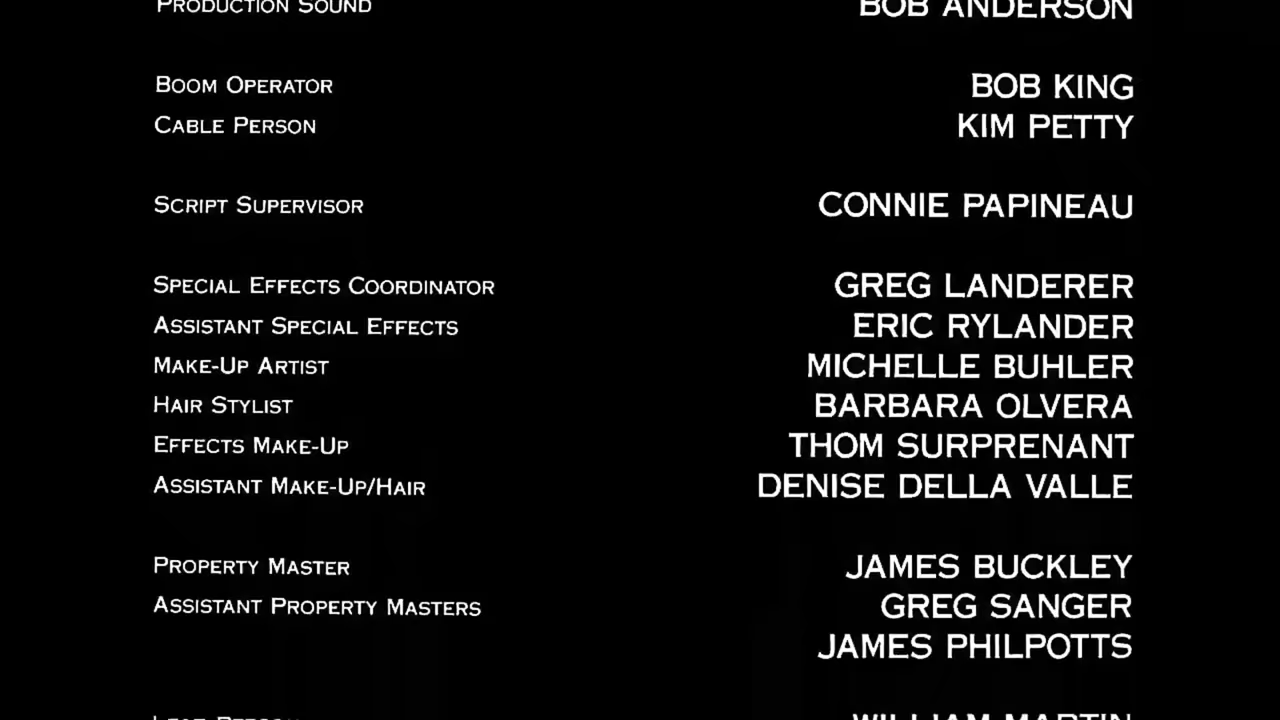 PRODUCTION SOUND BOB ANDERSON
BOOM OPERATOR BOB KING
CABLE PERSON KIM PETTY
SCRIPT SUPERVISOR CONNIE PAPINEAU
SPECIAL EFFECTS COORDINATOR GREG LANDERER
ASSISTANT SPECIAL EFFECTS ERIC RYLANDER
MAKE-UP ARTIST MICHELLE BUHLER
HAIR STYLIST BARBARA OLVERA
EFFECTS MAKE-UP THOM SURPRENANT
ASSISTANT MAKE-UP/HAIR DENISE DELLA VALLE
PROPERTY MASTER JAMES BUCKLEY
ASSISTANT PROPERTY MASTERS GREG SANGER
JAMES PHILPOTTS
WILLIAM MARTIN